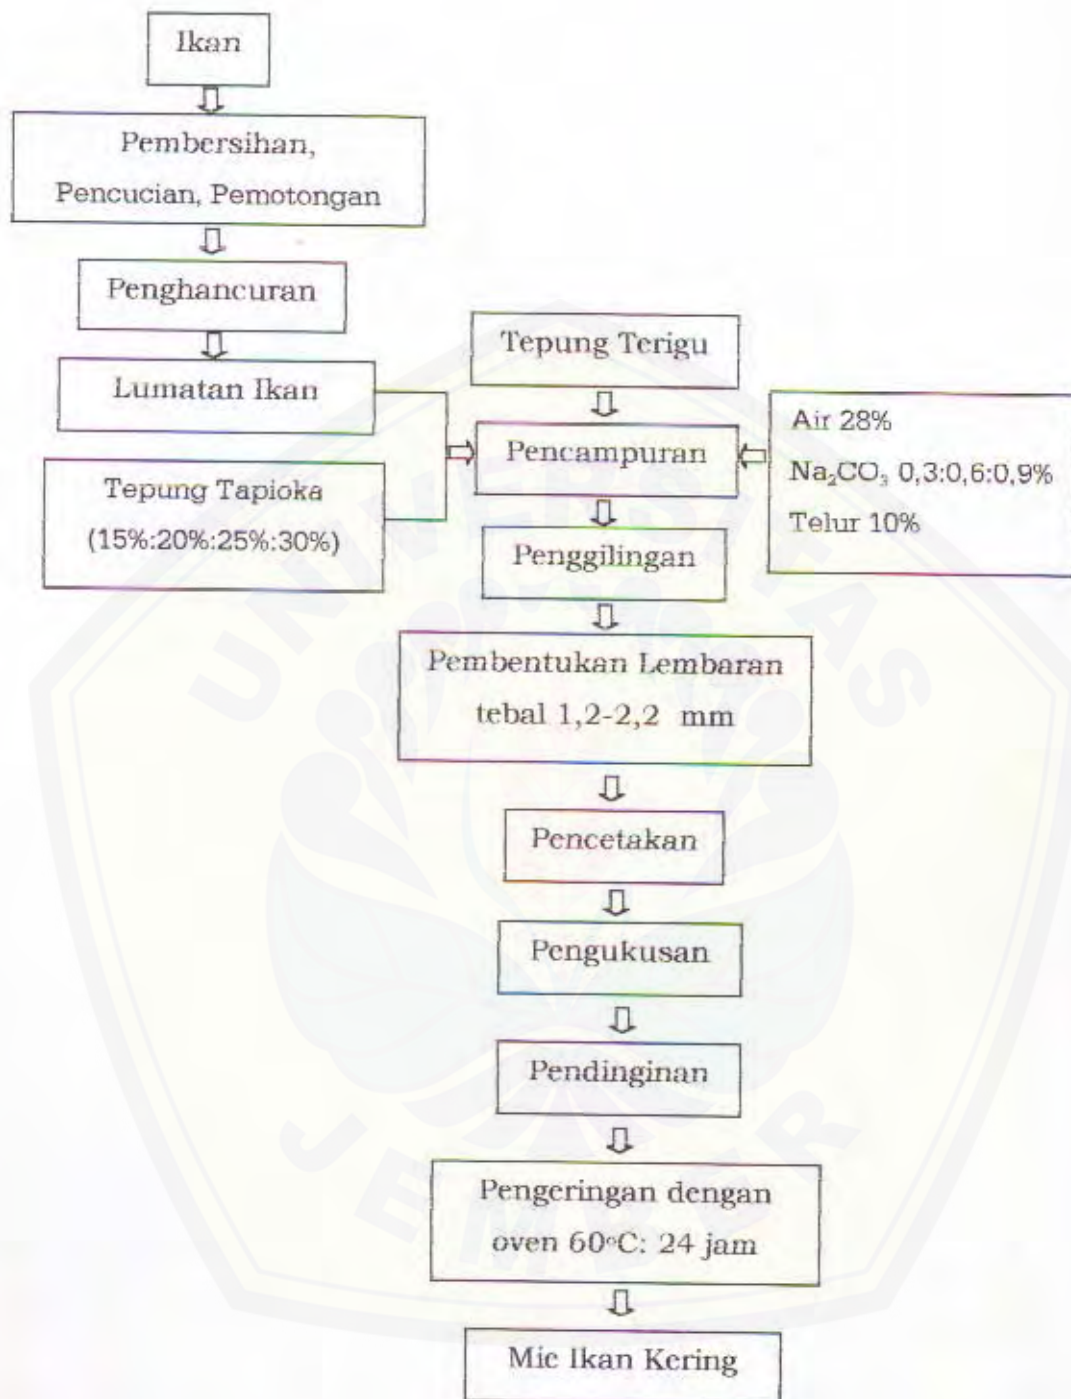 Ikan
Pembersihan,
Pencucian, Pemotongan
Penghancuran
Lumatan Ikan
Tepung Tapioka
(15%:20%:25%:30%)
Tepung Terigu
Pencampuran
Air 28%
Na₂CO₃ 0,3:0,6:0,9%
Telur 10%
Penggilingan
Pembentukan Lembaran
tebal 1,2-2,2 mm
Pencetakan
Pengukusan
Pendinginan
Pengeringan dengan
oven 60°C: 24 jam
Mie Ikan Kering
UNIVERSITAS
JEMBER